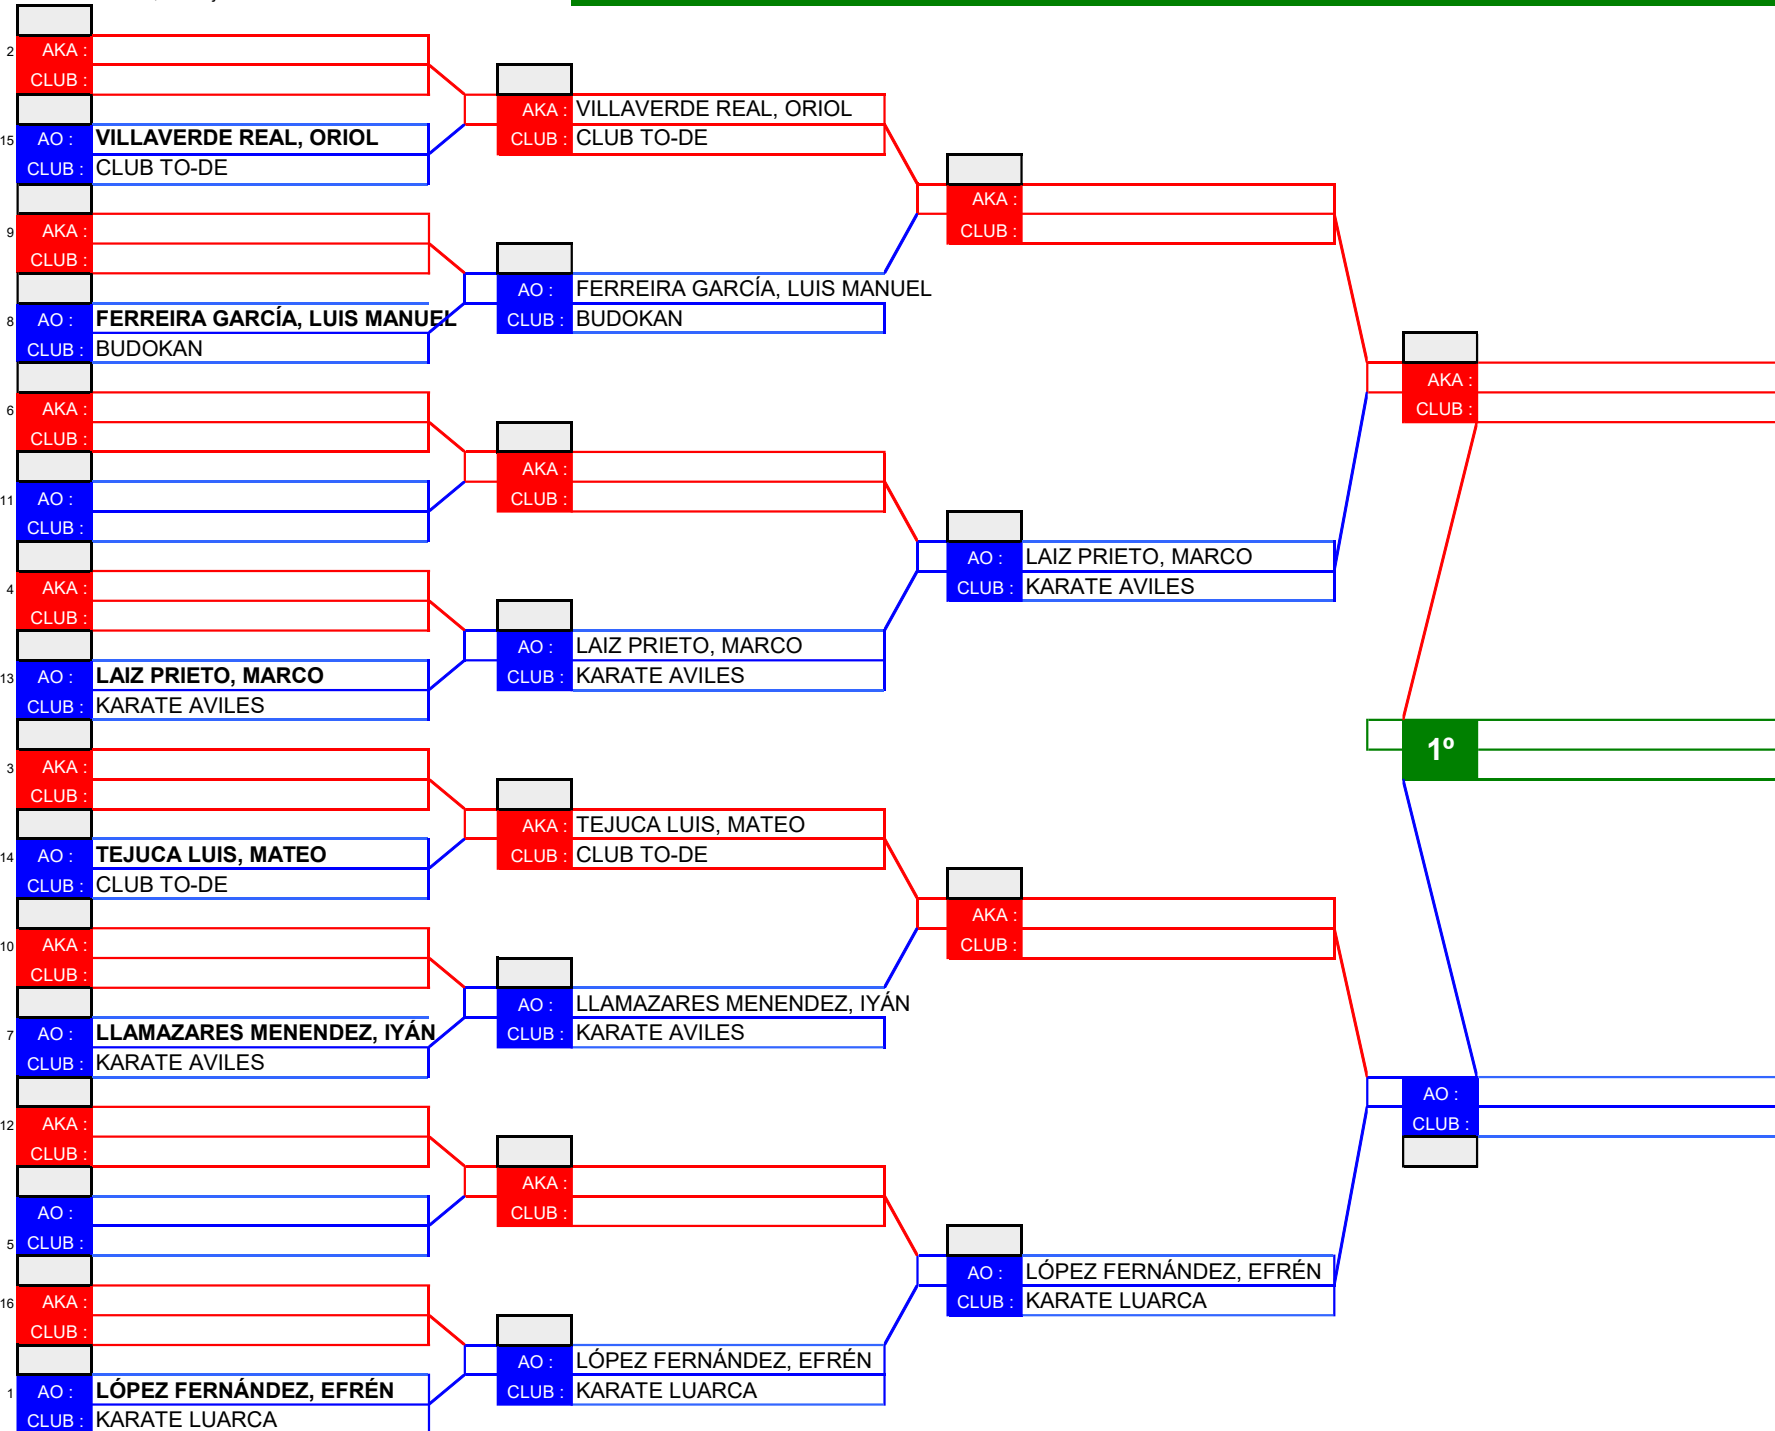 2 AKA :
CLUB :
15 AO : VILLAVERDE REAL, ORIOL
CLUB : CLUB TO-DE
9 AKA :
CLUB :
8 AO : FERREIRA GARCÍA, LUIS MANUEL
CLUB : BUDOKAN
6 AKA :
CLUB :
11 AO :
CLUB :
4 AKA :
CLUB :
13 AO : LAIZ PRIETO, MARCO
CLUB : KARATE AVILES
3 AKA :
CLUB :
14 AO : TEJUCA LUIS, MATEO
CLUB : CLUB TO-DE
10 AKA :
CLUB :
7 AO : LLAMAZARES MENENDEZ, IYÁN
CLUB : KARATE AVILES
12 AKA :
CLUB :
AO :
5 CLUB :
16 AKA :
CLUB :
1 AO : LÓPEZ FERNÁNDEZ, EFRÉN
CLUB : KARATE LUARCA
AKA : VILLAVERDE REAL, ORIOL
CLUB : CLUB TO-DE
AO : FERREIRA GARCÍA, LUIS MANUEL
CLUB : BUDOKAN
AKA :
CLUB :
AO : LAIZ PRIETO, MARCO
CLUB : KARATE AVILES
AKA : TEJUCA LUIS, MATEO
CLUB : CLUB TO-DE
AO : LLAMAZARES MENENDEZ, IYÁN
CLUB : KARATE AVILES
AKA :
CLUB :
AO : LÓPEZ FERNÁNDEZ, EFRÉN
CLUB : KARATE LUARCA
AKA :
CLUB :
AO : LAIZ PRIETO, MARCO
CLUB : KARATE AVILES
AKA :
CLUB :
AO : LÓPEZ FERNÁNDEZ, EFRÉN
CLUB : KARATE LUARCA
AKA :
CLUB :
1º
AO :
CLUB :